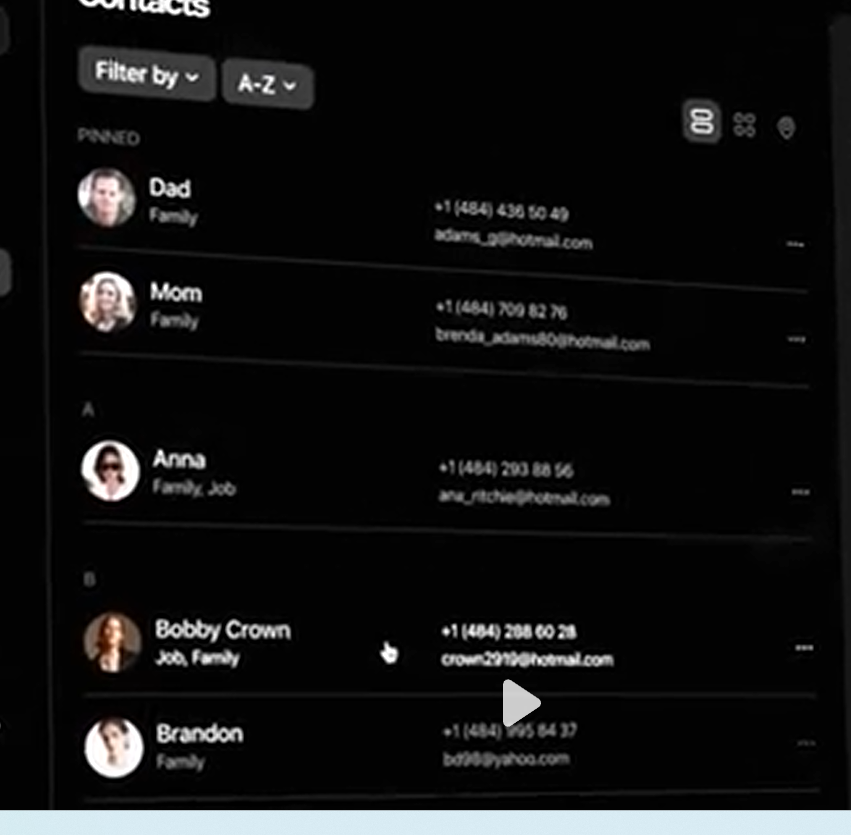 Contacts
Filter by
A-Z
PINNED
Dad
Family
+1 (484) 436 50 49
adams_g@hotmail.com
Mom
Family
+1 (484) 709 82 76
brenda_adams80@hotmail.com
A
Anna
Family, Job
+1 (484) 293 88 56
ana_ritchie@hotmail.com
B
Bobby Crown
Job, Family
+1 (484) 288 60 28
crown2919@hotmail.com
Brandon
Family
+1 (484) 995 64 37
bd98@yahoo.com